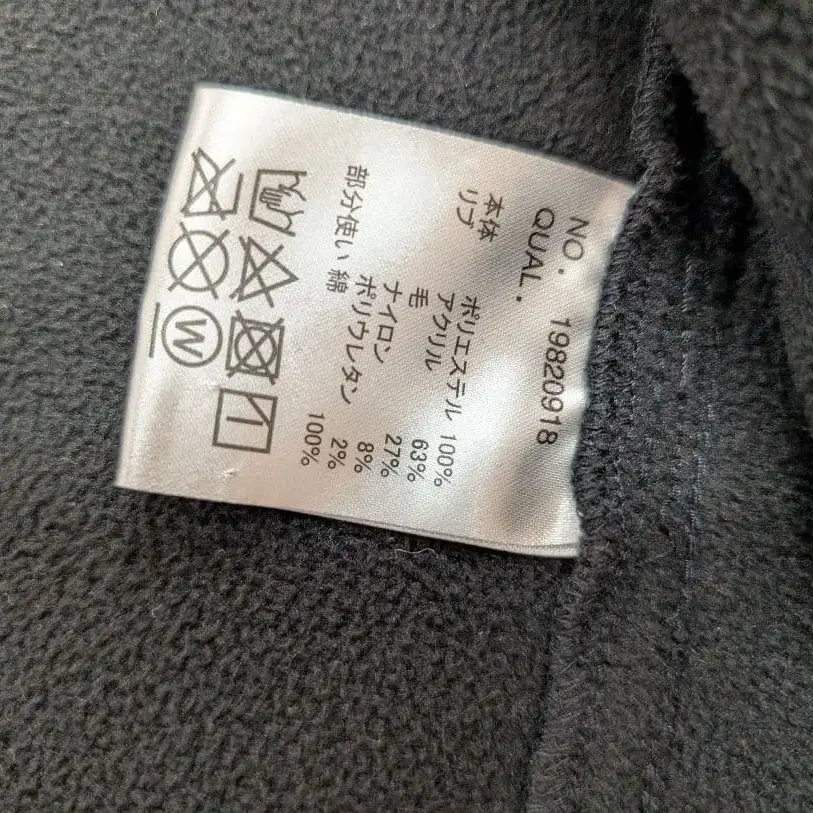 NO. 19820918
QUAL.
本体 ポリエステル 100%
リブ アクリル 63%
毛 27%
ナイロン 8%
ポリウレタン 2%
部分使い 綿 100%
W